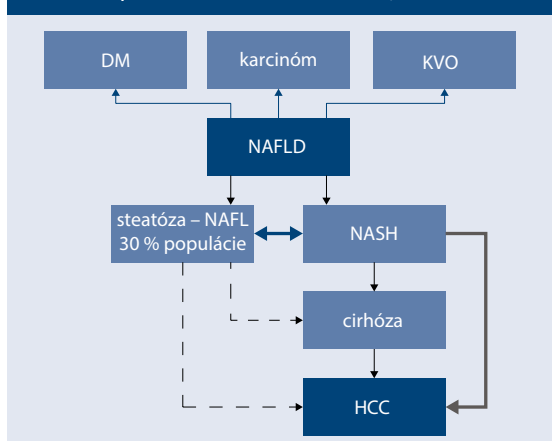 DM
karcinóm
KVO
NAFLD
steatóza – NAFL
30 % populácie
NASH
cirhóza
HCC